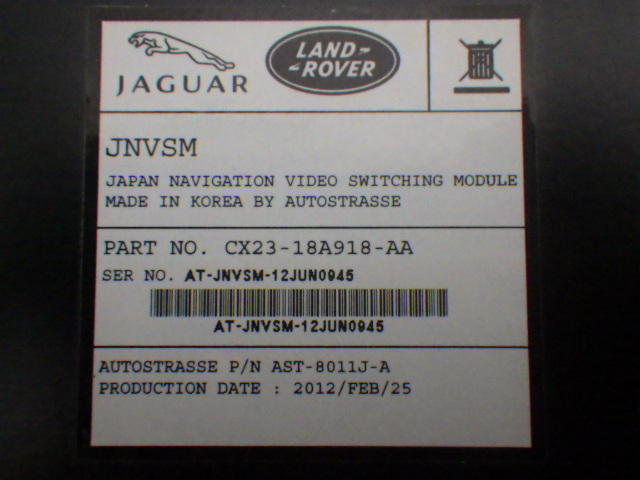 JAGUAR
LAND-
-ROVER
JNVSM
JAPAN NAVIGATION VIDEO SWITCHING MODULE
MADE IN KOREA BY AUTOSTRASSE
PART NO. CX23-18A918-AA
SER NO. AT-JNVSM-12JUN0945
AT-JNVSM-12JUN0945
AUTOSTRASSE P/N AST-8011J-A
PRODUCTION DATE : 2012/FEB/25